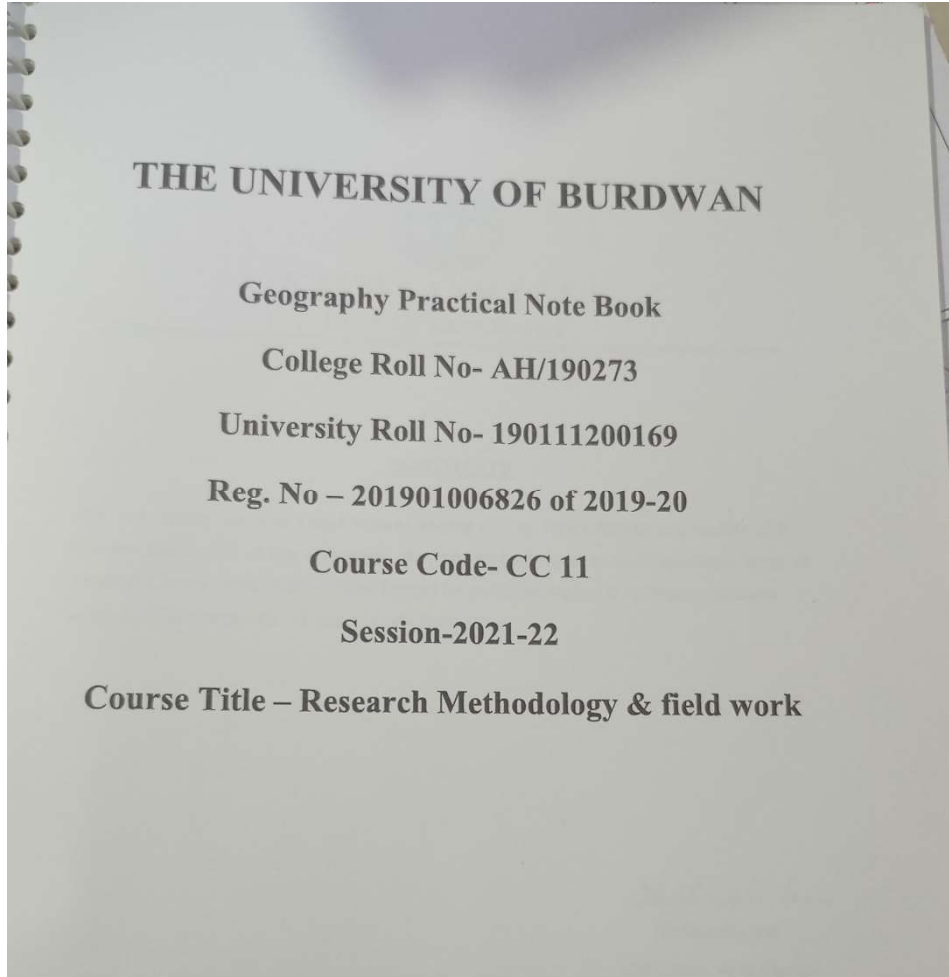 THE UNIVERSITY OF BURDWAN
Geography Practical Note Book
College Roll No- AH/190273
University Roll No- 190111200169
Reg. No – 201901006826 of 2019-20
Course Code- CC 11
Session-2021-22
Course Title – Research Methodology & field work